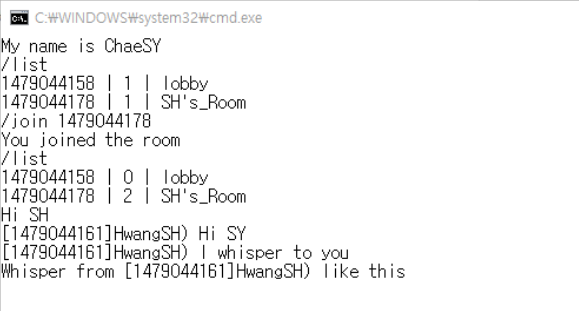 C:₩WINDOWS₩system32₩cmd.exe
My name is ChaeSY
/list
1479044158 | 1 | lobby
1479044178 | 1 | SH's_Room
/join 1479044178
You joined the room
/list
1479044158 | 0 | lobby
1479044178 | 2 | SH's_Room
Hi SH
[1479044161]HwangSH) Hi SY
[1479044161]HwangSH) I whisper to you
Whisper from [1479044161]HwangSH) like this